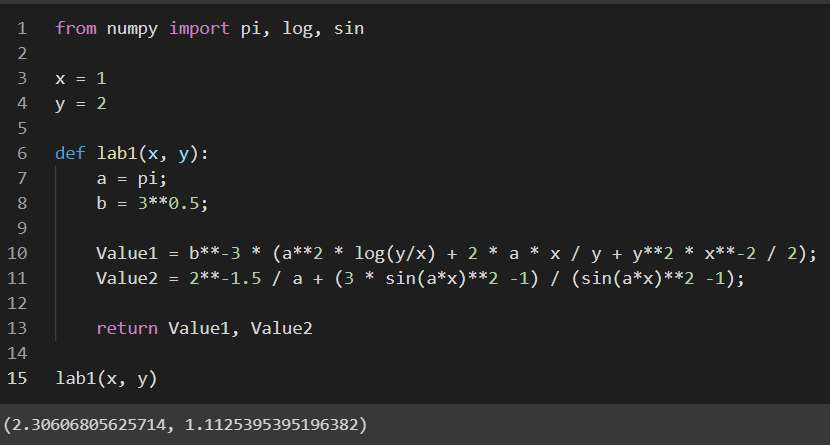 1 from numpy import pi, log, sin
2
3 x = 1
4 y = 2
5
6 def lab1(x, y):
7 a = pi;
8 b = 3**0.5;
9
10 Value1 = b**-3 * (a**2 * log(y/x) + 2 * a * x / y + y**2 * x**-2 / 2);
11 Value2 = 2**-1.5 / a + (3 * sin(a*x)**2 -1) / (sin(a*x)**2 -1);
12
13 return Value1, Value2
14
15 lab1(x, y)
(2.30606805625714, 1.1125395395196382)